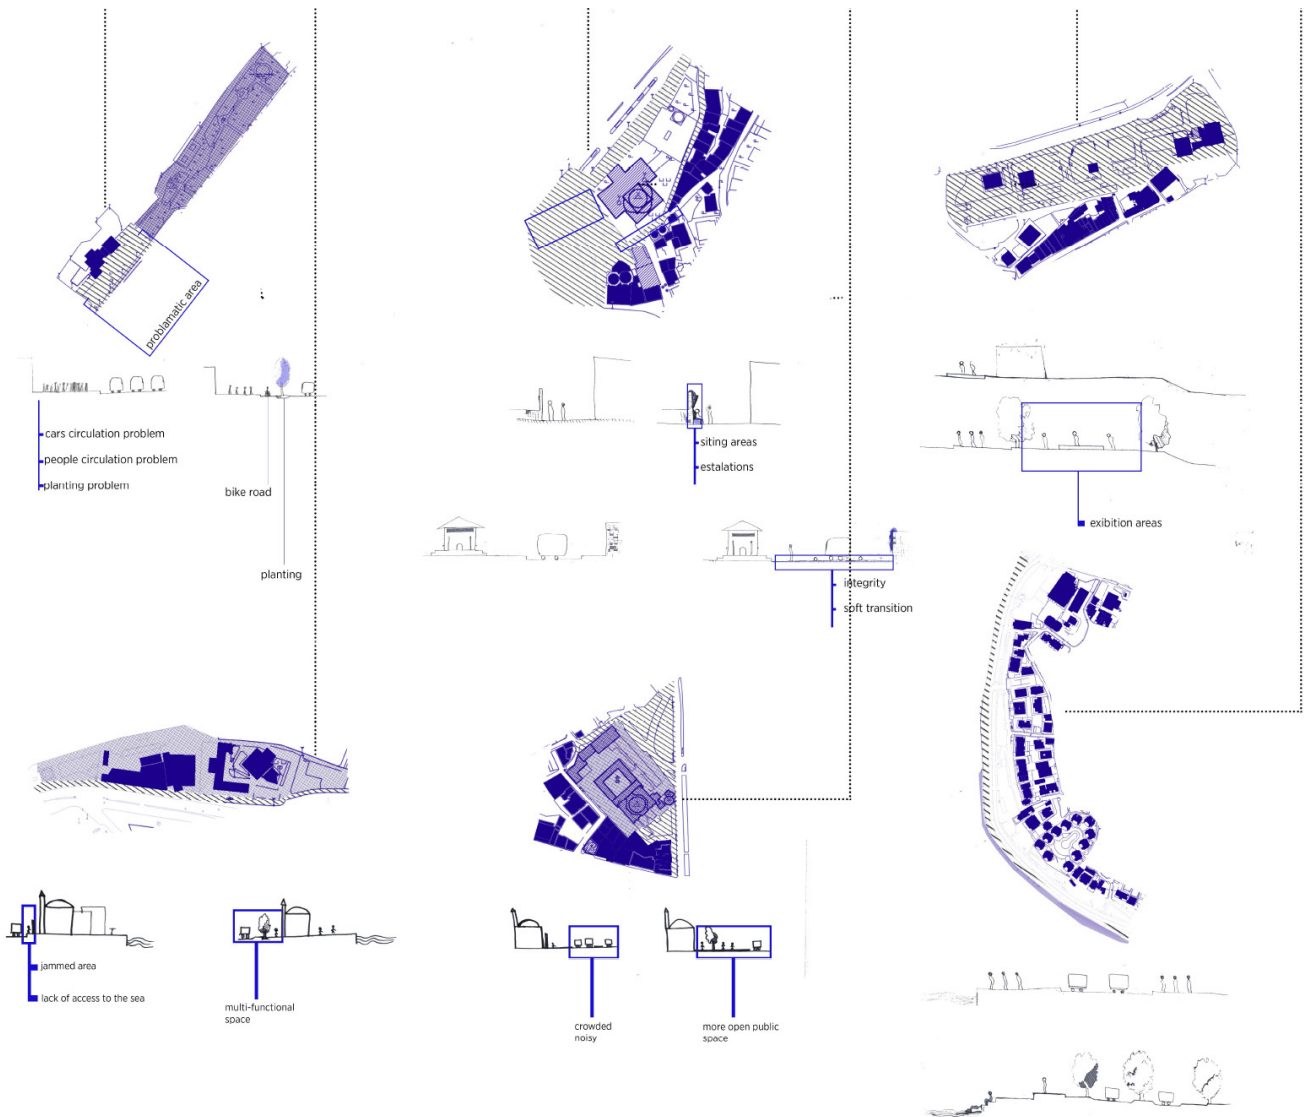 problamatic area
cars circulation problem
people circulation problem
planting problem
bike road
planting
siting areas
estalations
integrity
soft transition
exibition areas
jammed area
lack of access to the sea
multi-functional
space
crowded
noisy
more open public
space